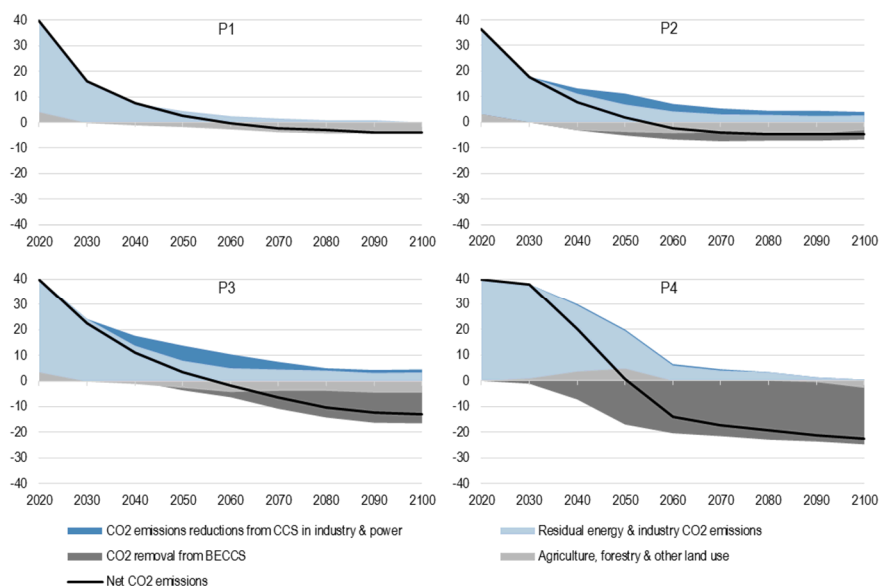 P1
40
30
20
10
0
-10
-20
-30
-40
2020 2030 2040 2050 2060 2070 2080 2090 2100
P2
40
30
20
10
0
-10
-20
-30
-40
2020 2030 2040 2050 2060 2070 2080 2090 2100
P3
40
30
20
10
0
-10
-20
-30
-40
2020 2030 2040 2050 2060 2070 2080 2090 2100
P4
40
30
20
10
0
-10
-20
-30
-40
2020 2030 2040 2050 2060 2070 2080 2090 2100
CO2 emissions reductions from CCS in industry & power
Residual energy & industry CO2 emissions
CO2 removal from BECCS
Agriculture, forestry & other land use
Net CO2 emissions